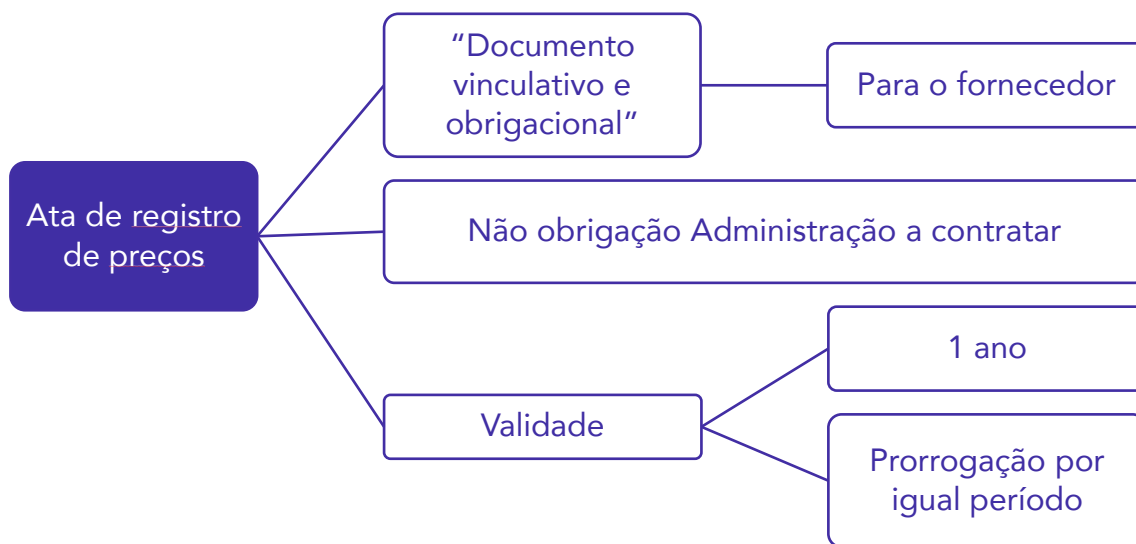 Ata de registro
de preços
“Documento
vinculativo e
obrigacional”
Para o fornecedor
Não obrigação Administração a contratar
Validade
1 ano
Prorrogação por
igual período